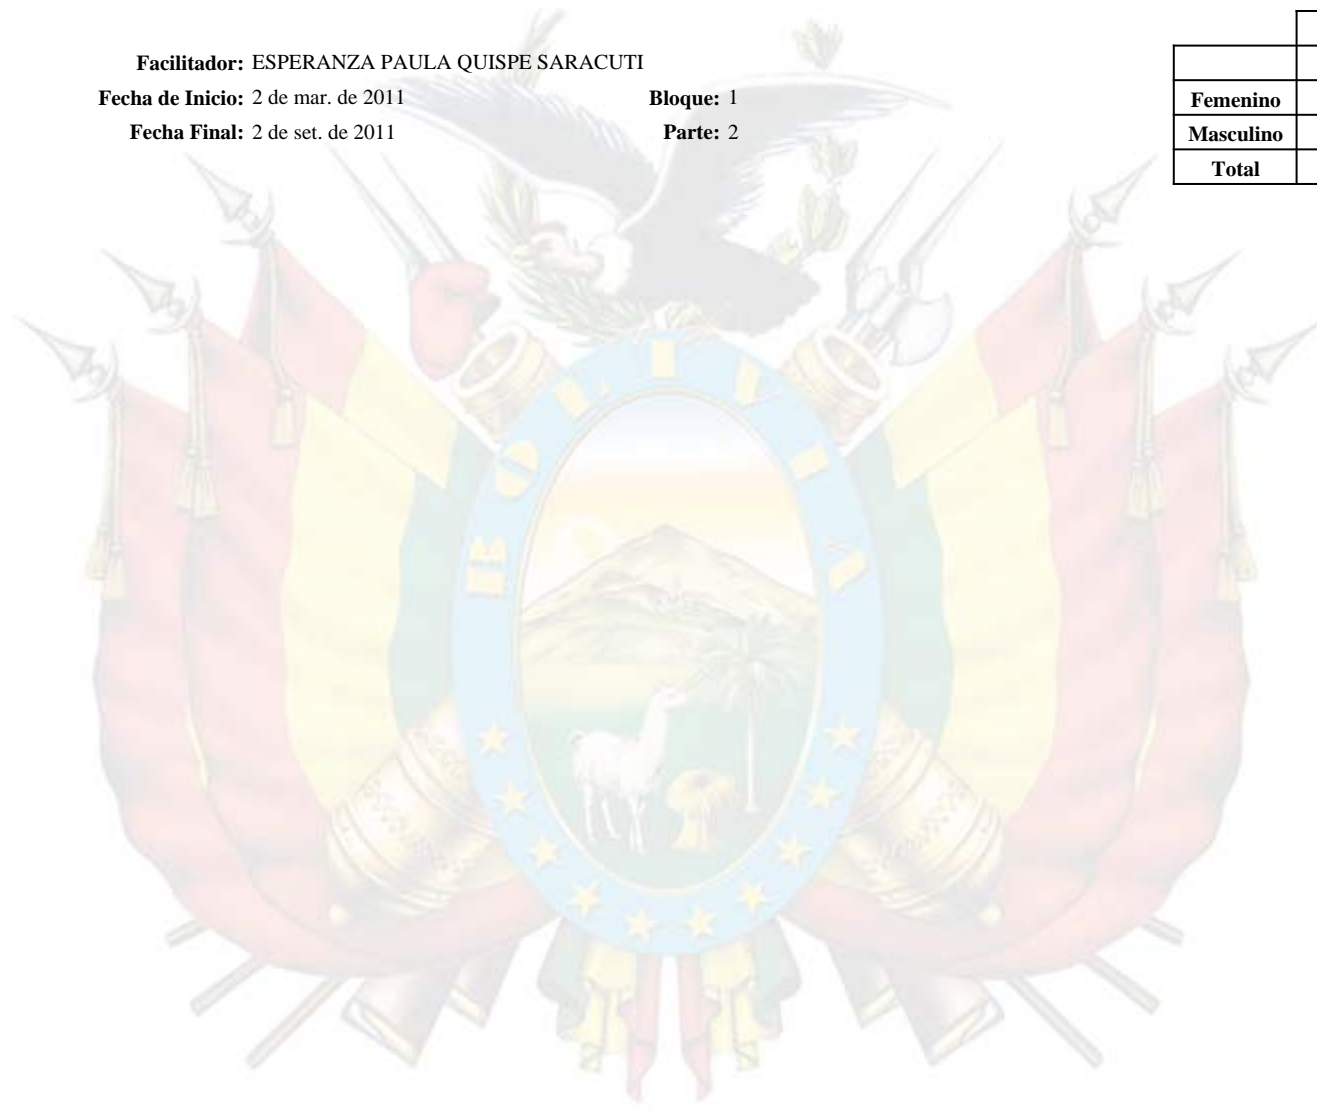 Facilitador: ESPERANZA PAULA QUISPE SARACUTI
Fecha de Inicio: 2 de mar. de 2011 Bloque: 1
Fecha Final: 2 de set. de 2011 Parte: 2
Femenino
Masculino
Total
BOLIVIA